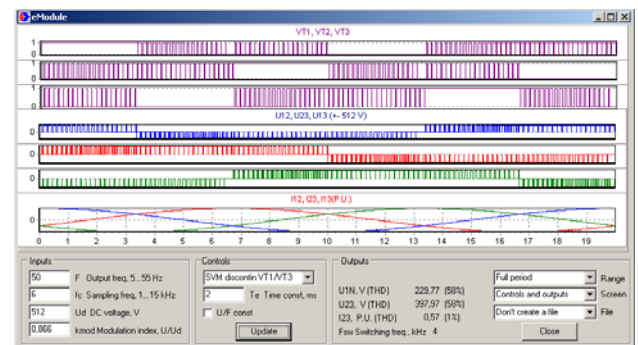 eModule
VT1, VT2, VT3
1
0
1
0
1
0
U12, U23, U13 (+- 512 V)
0
0
0
I12, I23, I13(P.U.)
0
0 1 2 3 4 5 6 7 8 9 10 11 12 13 14 15 16 17 18 19
Inputs
50 F Output freq, 5...55 Hz
6 fc Sampling freq, 1...15 kHz
512 Ud DC voltage, V
0,866 kmod Modulation index, U/Ud
Controls
SVM discontin VT1/VT3
2 Te Time const, ms
U/F const
Update
Outputs
U1N, V (THD) 229,77 (58%)
U23, V (THD) 397,97 (58%)
I23, P.U. (THD) 0,57 (1%)
Fsw Switching freq., kHz 4
Full period Range
Controls and outputs Screen
Don't create a file File
Close